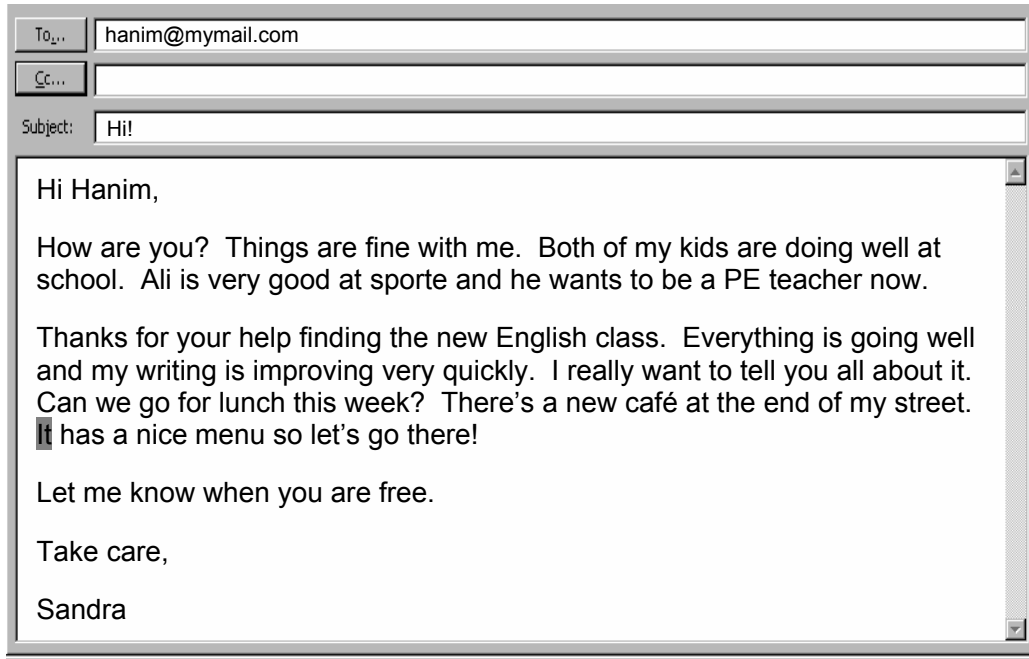 To...
hanim@mymail.com
Cc...
Subject:
Hi!
Hi Hanim,
How are you?  Things are fine with me.  Both of my kids are doing well at
school.  Ali is very good at sporte and he wants to be a PE teacher now.
Thanks for your help finding the new English class.  Everything is going well
and my writing is improving very quickly.  I really want to tell you all about it.
Can we go for lunch this week?  There's a new café at the end of my street.
It has a nice menu so let's go there!
Let me know when you are free.
Take care,
Sandra